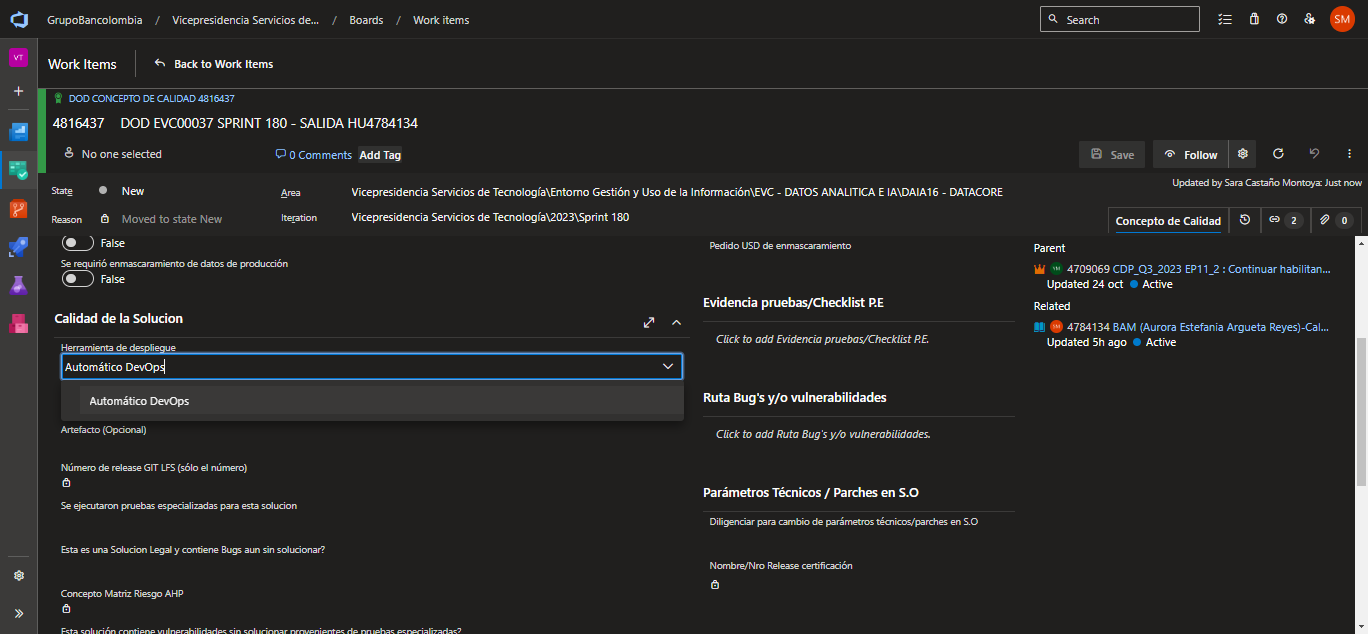 GrupoBancolombia / Vicepresidencia Servicios de... / Boards / Work items
Search
SM
VT
Work Items
Back to Work Items
DOD CONCEPTO DE CALIDAD 4816437
4816437 DOD EVC00037 SPRINT 180 - SALIDA HU4784134
No one selected
0 Comments
Add Tag
Save
Follow
State
New
Area
Vicepresidencia Servicios de Tecnología\Entorno Gestión y Uso de la Información\EVC - DATOS ANALITICA E IA\DAIA16 - DATACORE
Updated by Sara Castaño Montoya: Just now
Reason
Moved to state New
Iteration
Vicepresidencia Servicios de Tecnología\2023\Sprint 180
Concepto de Calidad
2
0
False
Se requirió enmascaramiento de datos de producción
False
Calidad de la Solucion
Herramienta de despliegue
Automático DevOps
Automático DevOps
Artefacto (Opcional)
Número de release GIT LFS (sólo el número)
Se ejecutaron pruebas especializadas para esta solucion
Esta es una Solucion Legal y contiene Bugs aun sin solucionar?
Concepto Matriz Riesgo AHP
Esta solución contiene vulnerabilidades sin solucionar provenientes de pruebas especializadas?
Pedido USD de enmascaramiento
Evidencia pruebas/Checklist P.E
Click to add Evidencia pruebas/Checklist P.E.
Ruta Bug's y/o vulnerabilidades
Click to add Ruta Bug's y/o vulnerabilidades.
Parámetros Técnicos / Parches en S.O
Diligenciar para cambio de parámetros técnicos/parches en S.O
Nombre/Nro Release certificación
Parent
YM
4709069 CDP_Q3_2023 EP11_2 : Continuar habilitan...
Updated 24 oct
Active
Related
SM
4784134 BAM (Aurora Estefania Argueta Reyes)-Cal...
Updated 5h ago
Active